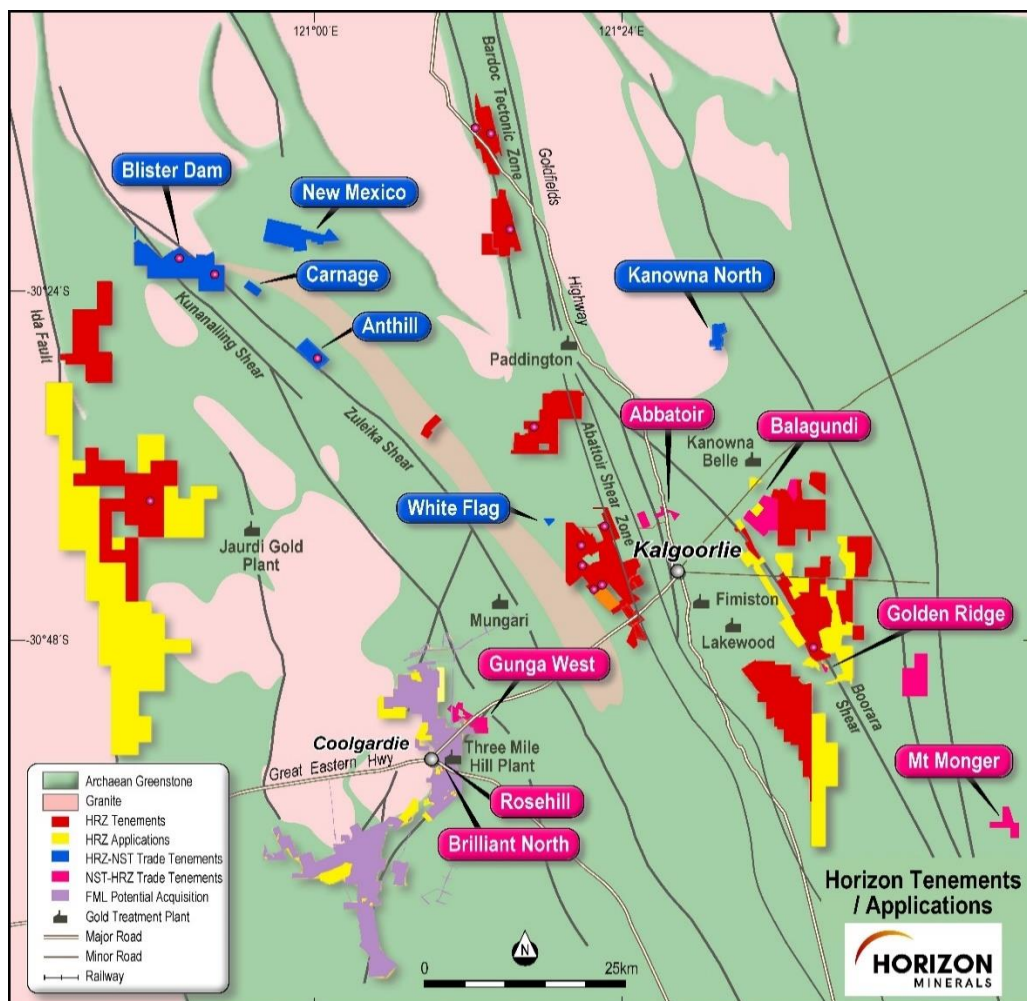 121°00´E
121°24´E
Bardoc Tectonic Zone
Goldfields
Highway
Blister Dam
New Mexico
Carnage
Kanowna North
-30°24´S
Ida Fault
Kunanalling Shear
Anthill
Paddington
Zuleika Shear
Abattoir Shear Zone
Abbatoir
Balagundi
Kanowna
Belle
White Flag
Jaurdi Gold
Plant
Kalgoorlie
Mungari
Fimiston
Lakewood
Golden Ridge
-30°48´S
Gunga West
Boorara
Shear
Coolgardie
Three Mile
Hill Plant
Great Eastern Hwy
Mt Monger
Rosehill
Brilliant North
Archaean Greenstone
Granite
HRZ Tenements
HRZ Applications
HRZ-NST Trade Tenements
NST-HRZ Trade Tenements
FML Potential Acquisition
Gold Treatment Plant
Major Road
Minor Road
Railway
N
0 25km
Horizon Tenements
/ Applications
HORIZON
MINERALS